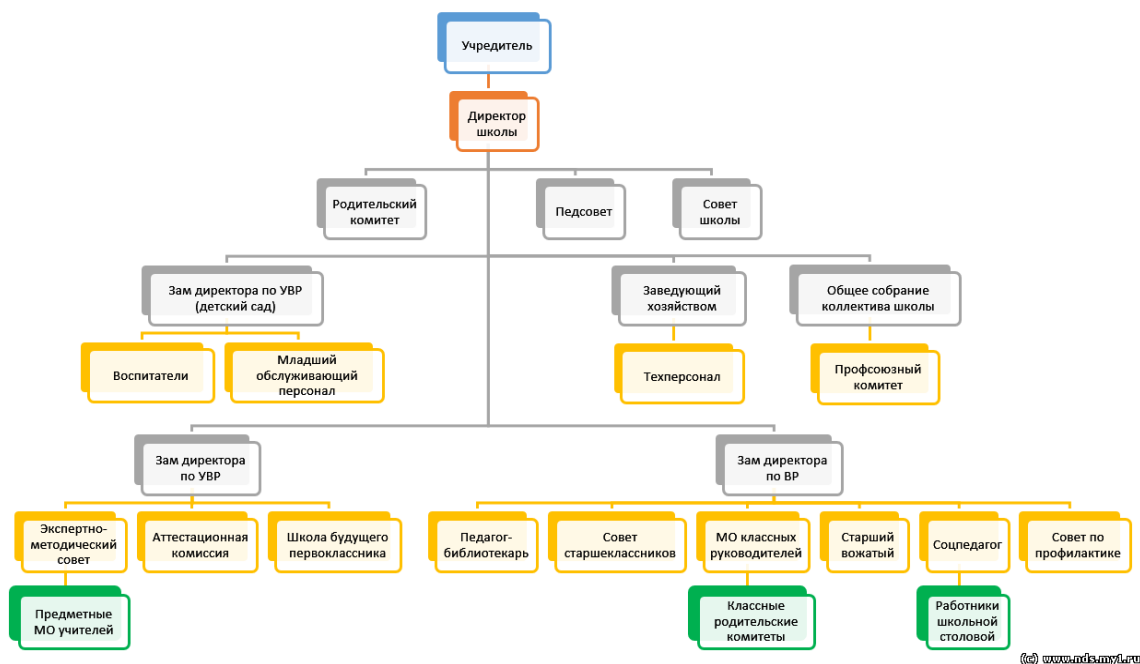 Учредитель
Директор
школы
Родительский
комитет
Педсовет
Совет
школы
Зам директора по УВР
(детский сад)
Заведующий
хозяйством
Общее собрание
коллектива школы
Воспитатели
Младший
обслуживающий
персонал
Техперсонал
Профсоюзный
комитет
Зам директора
по УВР
Зам директора
по ВР
Экспертно-
методический
совет
Аттестационная
комиссия
Школа будущего
первоклассника
Педагог-
библиотекарь
Совет
старшеклассников
МО классных
руководителей
Старший
вожатый
Соцпедагог
Совет по
профилактике
Предметные
МО учителей
Классные
родительские
комитеты
Работники
школьной
столовой
(c) www.nds.my1.ru